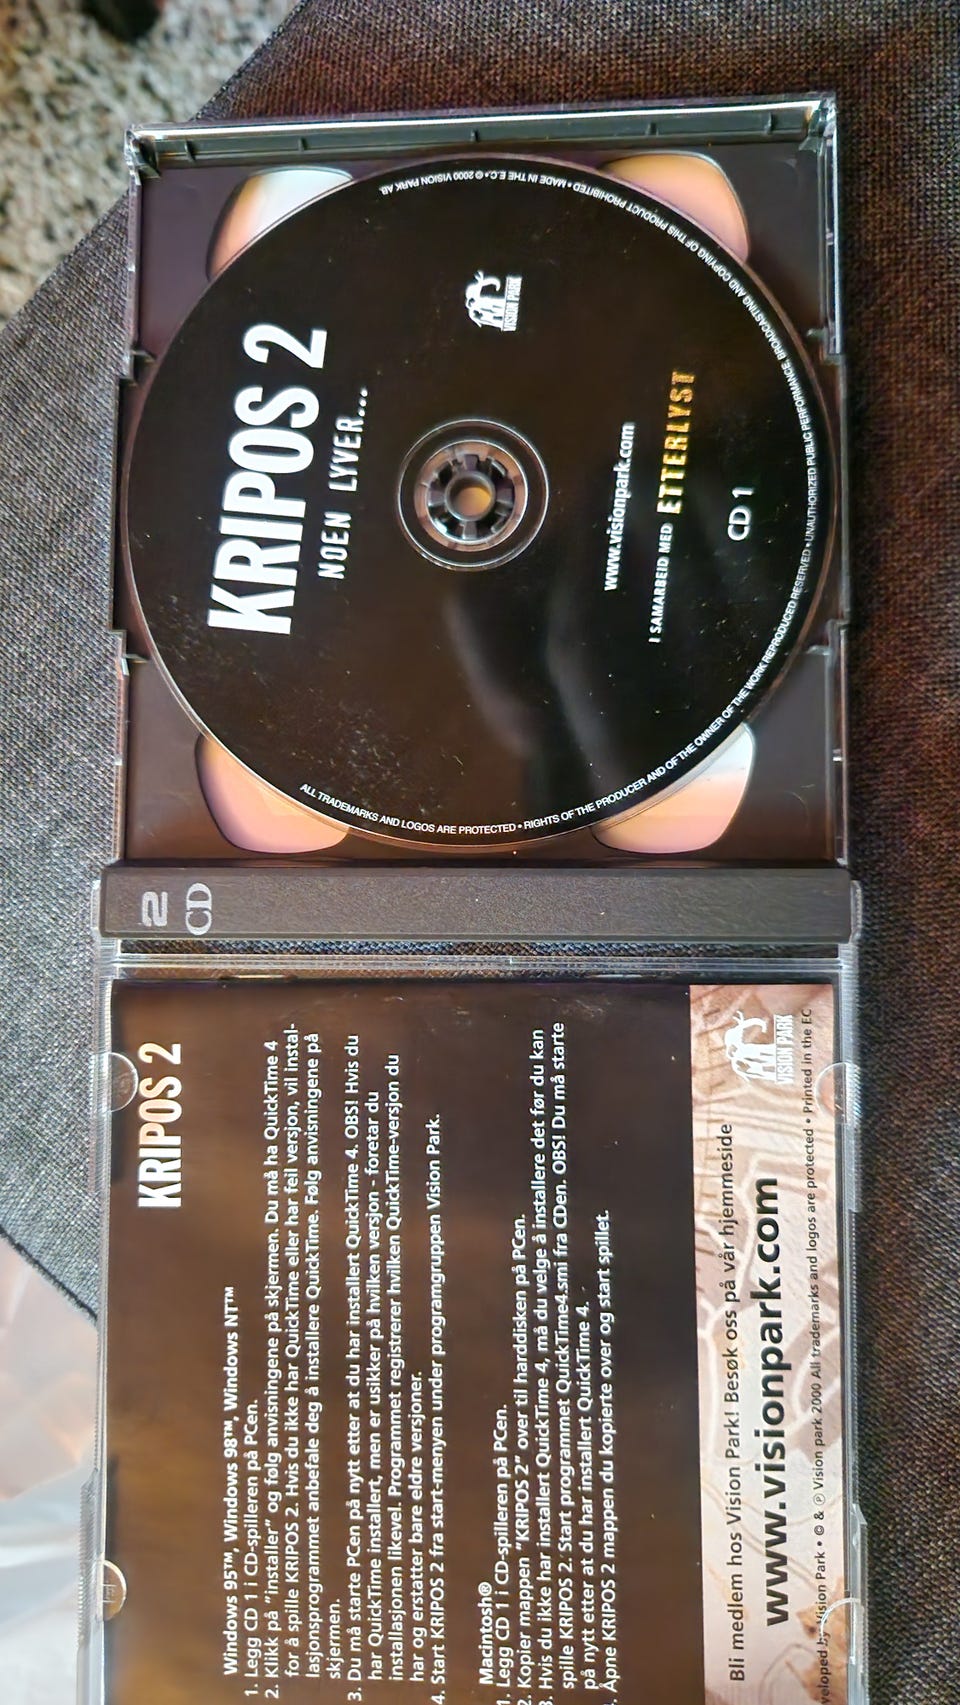 KRIPOS 2
Windows 95™, Windows 98™, Windows NT™
1. Legg CD 1 i CD-spilleren på PCen.
2. Klikk på "installer" og følg anvisningene på skjermen. Du må ha QuickTime 4
for å spille KRIPOS 2. Hvis du ikke har QuickTime eller har feil versjon, vil instal-
lasjonsprogrammet anbefale deg å installere QuickTime. Følg anvisningene på
skjermen.
3. Du må starte PCen på nytt etter at du har installert QuickTime 4. OBS! Hvis du
har QuickTime installert, men er usikker på hvilken versjon - foretar du
installasjonen likevel. Programmet registrerer hvilken QuickTime-versjon du
har og erstatter bare eldre versjoner.
4. Start KRIPOS 2 fra start-menyen under programgruppen Vision Park.
Macintosh®
1. Legg CD 1 i CD-spilleren på PCen.
2. Kopier mappen "KRIPOS 2" over til harddisken på PCen.
3. Hvis du ikke har installert QuickTime 4, må du velge å installere det før du kan
spille KRIPOS 2. Start programmet QuickTime4.smi fra CDen. OBS! Du må starte
på nytt etter at du har installert QuickTime 4.
. Åpne KRIPOS 2 mappen du kopierte over og start spillet.
Bli medlem hos Vision Park! Besøk oss på vår hjemmeside
www.visionpark.com
VISION PARK
veloped by Vision Park • © & ℗ Vision park 2000 All trademarks and logos are protected • Printed in the EC
2
CD
KRIPOS 2
NOEN LYVER...
VISION PARK
www.visionpark.com
I SAMARBEID MED ETTERLYST
CD 1
ALL TRADEMARKS AND LOGOS ARE PROTECTED • RIGHTS OF THE PRODUCER AND OF THE OWNER OF THE WORK REPRODUCED RESERVED • UNAUTHORIZED PUBLIC PERFORMANCE, BROADCASTING AND COPYING OF THIS PRODUCT PROHIBITED • MADE IN THE E.C. • © 2000 VISION PARK AB.